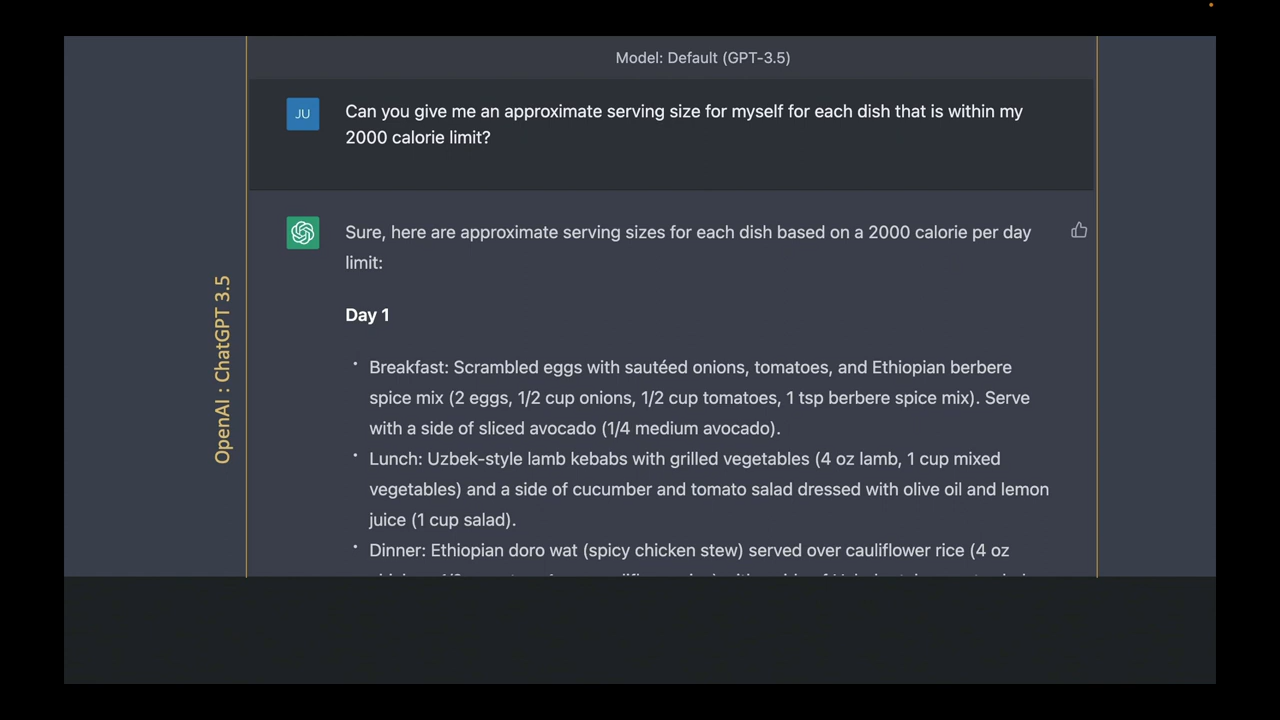 Model: Default (GPT-3.5)
JU
Can you give me an approximate serving size for myself for each dish that is within my
2000 calorie limit?
Sure, here are approximate serving sizes for each dish based on a 2000 calorie per day
limit:
Day 1
• Breakfast: Scrambled eggs with sautéed onions, tomatoes, and Ethiopian berbere
spice mix (2 eggs, 1/2 cup onions, 1/2 cup tomatoes, 1 tsp berbere spice mix). Serve
with a side of sliced avocado (1/4 medium avocado).
• Lunch: Uzbek-style lamb kebabs with grilled vegetables (4 oz lamb, 1 cup mixed
vegetables) and a side of cucumber and tomato salad dressed with olive oil and lemon
juice (1 cup salad).
• Dinner: Ethiopian doro wat (spicy chicken stew) served over cauliflower rice (4 oz
OpenAI : ChatGPT 3.5